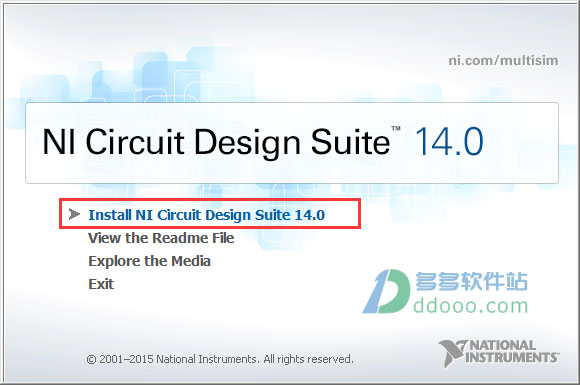 ni.com/multisim
NI Circuit Design Suite™ 14.0
Install NI Circuit Design Suite 14.0
View the Readme File
Explore the Media
Exit
多多软件站
ddooo.com
NATIONAL
INSTRUMENTS™
© 2001–2015 National Instruments. All rights reserved.